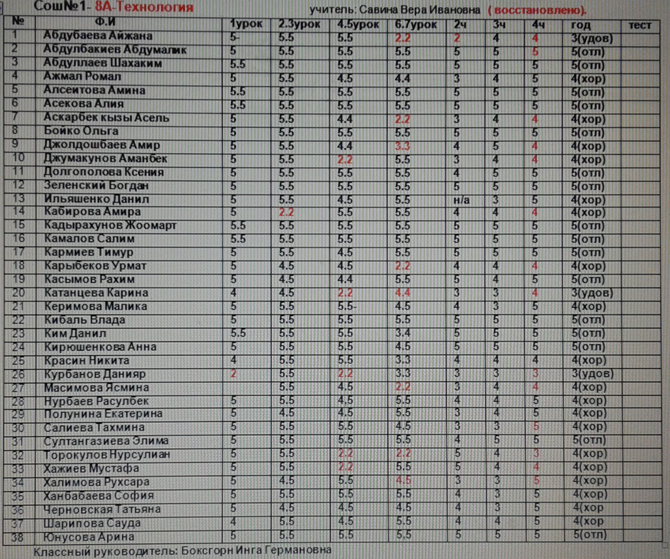 Сош№1- 8А-Технология учитель: Савина Вера Ивановна ( восстановлено).
№ Ф.И 1урок 2.3урок 4.5урок 6.7урок 2ч 3ч 4ч год тест
1 Абдубаева Айжана 5- 5.5 5.5 2.2 2 4 4 3(удов)
2 Абдулбакиев Абдумалик 5 5.5 5.5 5.5 5 5 5 5(отл)
3 Абдуллаев Шахаким 5.5 5.5 5.5 5.5 5 5 5 5(отл)
4 Ажмал Ромал 5 5.5 4.5 4.4 3 4 5 4(хор)
5 Алсеитова Амина 5.5 5.5 5.5 5.5 5 5 5 5(отл)
6 Асекова Алия 5.5 5.5 5.5 5.5 5 5 5 5(отл)
7 Аскарбек кызы Асель 5 5.5 4.4 2.2 3 4 4 4(хор)
8 Бойко Ольга 5 5.5 5.5 5.5 5 5 5 5(отл)
9 Джолдошбаев Амир 5 5.5 4.4 3.3 4 5 4 4(хор)
10 Джумакунов Аманбек 5 5.5 2.2 5.5 3 4 4 4(хор)
11 Долгополова Ксения 5 5.5 5.5 5.5 5 5 5 5(отл)
12 Зеленский Богдан 5 5.5 5.5 5.5 5 5 5 5(отл)
13 Ильяшенко Данил 5 5.5 4.5 5.5 н/а 3 5 4(хор)
14 Кабирова Амира 5 2.2 5.5 5.5 4 4 4 4(хор)
15 Кадырахунов Жоомарт 5.5 5.5 5.5 5.5 5 5 5 5(отл)
16 Камалов Салим 5.5 5.5 5.5 5.5 5 5 5 5(отл)
17 Кармиев Тимур 5 5.5 4.5 5.5 5 5 5 5(отл)
18 Карыбеков Урмат 5 4.5 4.5 2.2 4 4 4 4(хор)
19 Касымов Рахим 5 4.5 4.4 5.5 4 5 5 5(отл)
20 Катанцева Карина 4 4.5 2.2 4.4 3 3 4 3(удов)
21 Керимова Малика 5 5.5 5.5- 4.5 3 4 5 4(хор)
22 Кибаль Влада 5 5.5 5.5 5.5 5 5 5 5(отл)
23 Ким Данил 5.5 5.5 5.5 3.4 5 5 5 5(отл)
24 Кирюшенкова Анна 5 5.5 5.5 4.5 5 5 5 5(отл)
25 Красин Никита 4 5.5 5.5 3.3 4 4 4 4(хор)
26 Курбанов Данияр 2 5.5 2.2 3.3 3 3 3 3(удов)
27 Масимова Ясмина 5.5 4.5 2.2 3 4 4 4(хор)
28 Нурбаев Расулбек 5 5.5 4.5 5.5 4 4 5 4(хор)
29 Полунина Екатерина 5 4.5 4.5 5.5 3 4 5 4(хор)
30 Салиева Тахмина 5 4.5 5.5 4.5 3 3 5 4(хор)
31 Султангазиева Элима 5 5.5 5.5 5.5 4 5 5 5(отл)
32 Торокулов Нурсулиан 5 5.5 2.2 2.2 5 4 3 4(хор)
33 Хажиев Мустафа 5 5.5 2.2 5.5 5 4 4 4(хор)
34 Халимова Рухсара 5 4.5 5.5 4.5 3 3 5 4(хор)
35 Ханбабаева София 5 5.5 5.5 5.5 4 3 5 4(хор
36 Черновская Татьяна 5 4.5 5.5 5.5 4 4 5 4(хор
37 Шарипова Сауда 4 5.5 5.5 5.5 4 3 5 4(хор)
38 Юнусова Арина 5 5.5 5.5 5.5 5 5 5 5(отл)
Классный руководитель: Боксгорн Инга Германовна